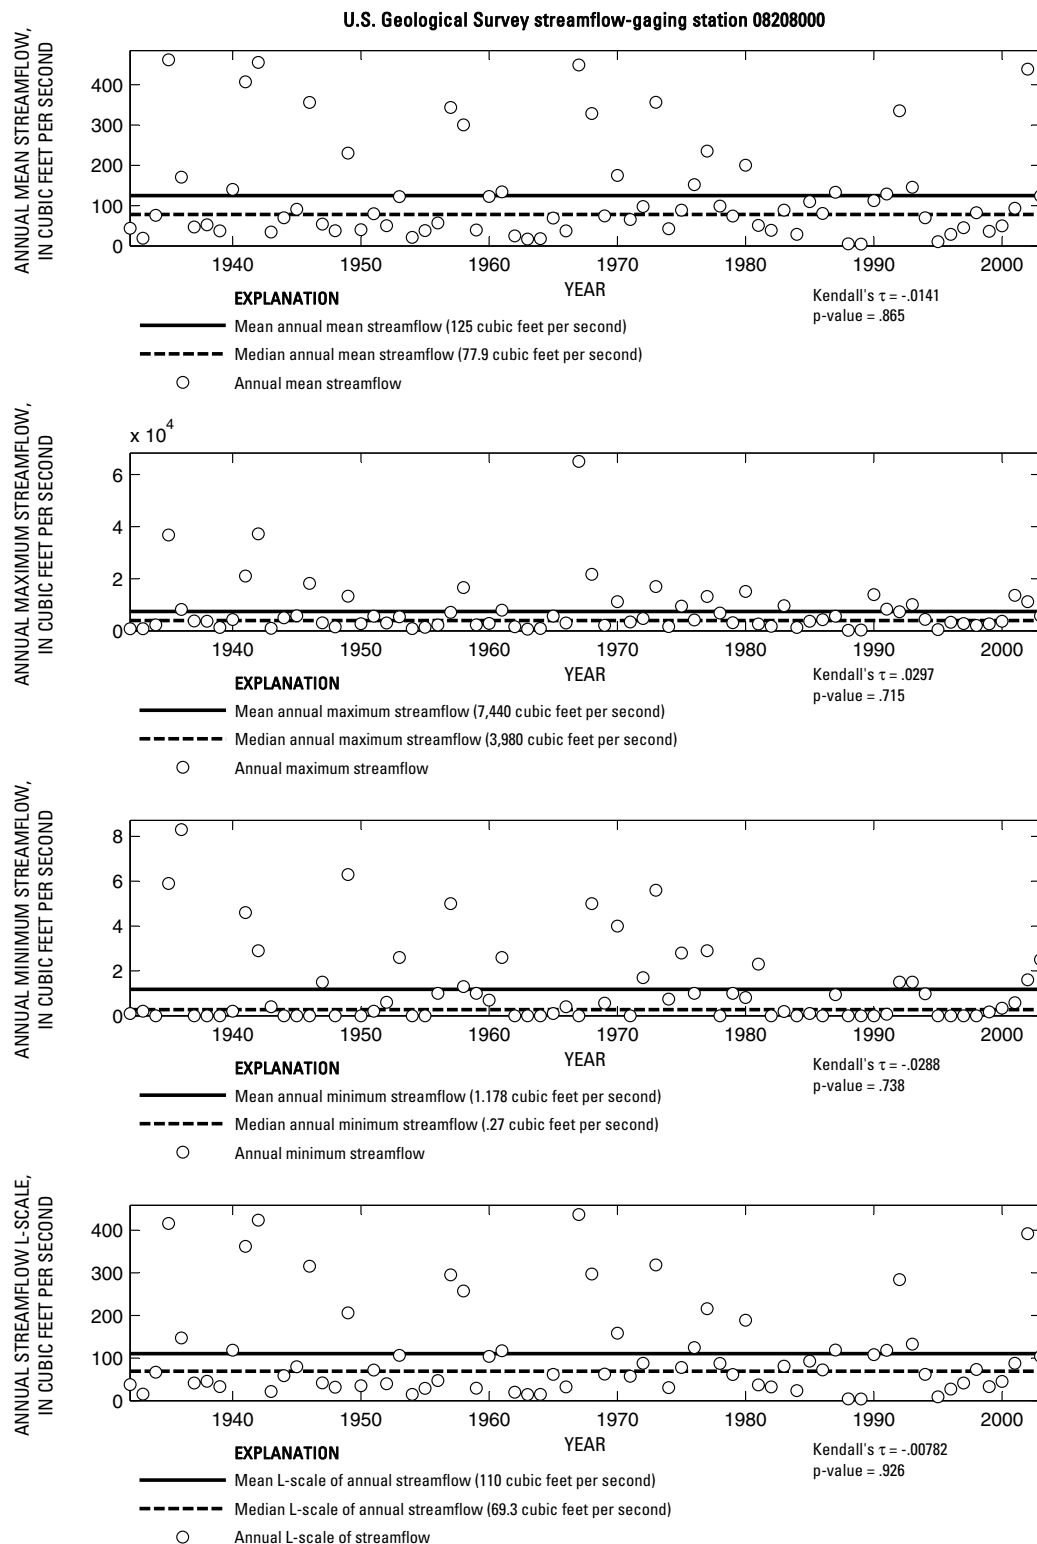 U.S. Geological Survey streamflow-gaging station 08208000
ANNUAL MEAN STREAMFLOW,
IN CUBIC FEET PER SECOND
400
300
200
100
0
1940 1950 1960 1970 1980 1990 2000
YEAR
Kendall's τ = -.0141
p-value = .865
EXPLANATION
Mean annual mean streamflow (125 cubic feet per second)
Median annual mean streamflow (77.9 cubic feet per second)
Annual mean streamflow
ANNUAL MAXIMUM STREAMFLOW,
IN CUBIC FEET PER SECOND
x 10^4
6
4
2
0
1940 1950 1960 1970 1980 1990 2000
YEAR
Kendall's τ = .0297
p-value = .715
EXPLANATION
Mean annual maximum streamflow (7,440 cubic feet per second)
Median annual maximum streamflow (3,980 cubic feet per second)
Annual maximum streamflow
ANNUAL MINIMUM STREAMFLOW,
IN CUBIC FEET PER SECOND
8
6
4
2
0
1940 1950 1960 1970 1980 1990 2000
YEAR
Kendall's τ = -.0288
p-value = .738
EXPLANATION
Mean annual minimum streamflow (1.178 cubic feet per second)
Median annual minimum streamflow (.27 cubic feet per second)
Annual minimum streamflow
ANNUAL STREAMFLOW L-SCALE,
IN CUBIC FEET PER SECOND
400
300
200
100
0
1940 1950 1960 1970 1980 1990 2000
YEAR
Kendall's τ = -.00782
p-value = .926
EXPLANATION
Mean L-scale of annual streamflow (110 cubic feet per second)
Median L-scale of annual streamflow (69.3 cubic feet per second)
Annual L-scale of streamflow